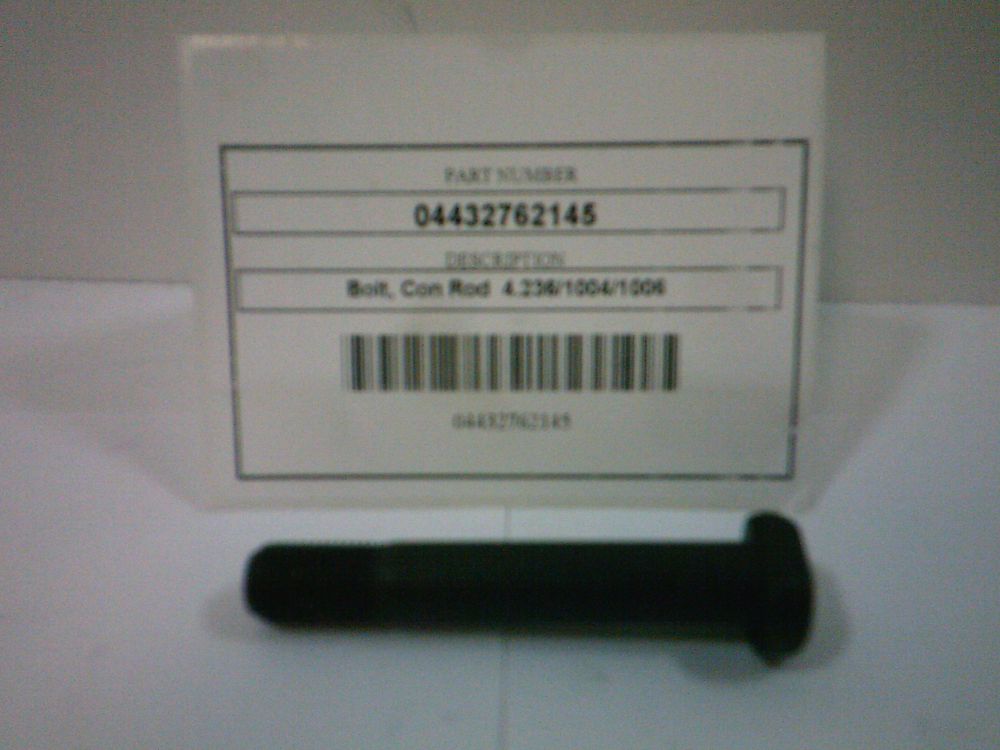 PART NUMBER
04432762145
DESCRIPTION
Bolt, Con Rod 4.236/1004/1006
04432762145